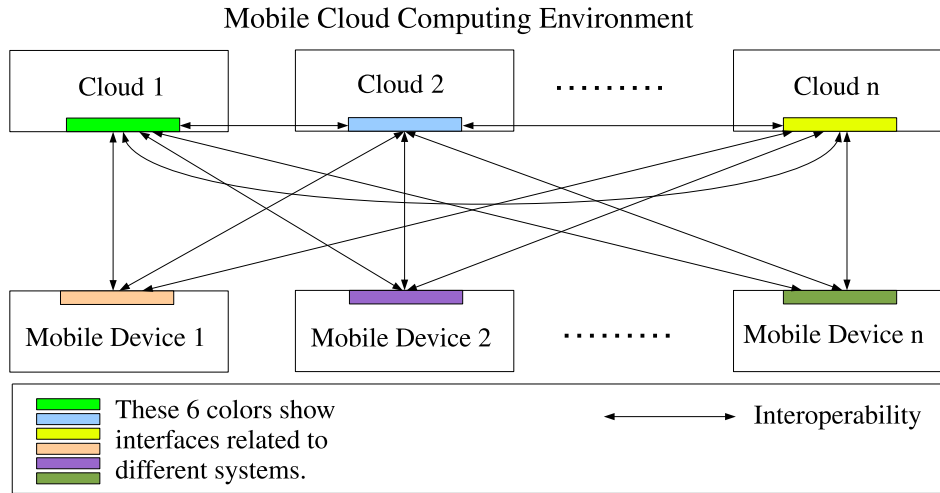 Mobile Cloud Computing Environment
Cloud 1
Cloud 2
.........
Cloud n
Mobile Device 1
Mobile Device 2
.........
Mobile Device n
These 6 colors show
interfaces related to
different systems.
Interoperability